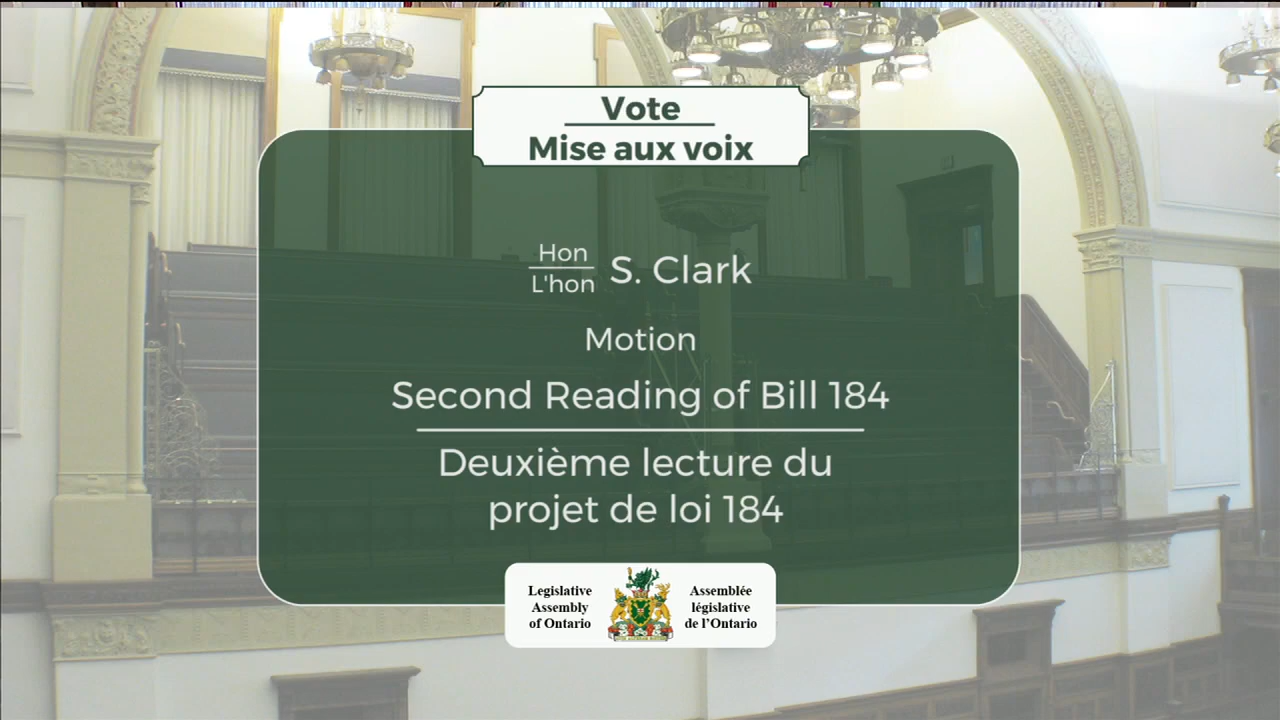 Vote
Mise aux voix
Hon
L'hon
S. Clark
Motion
Second Reading of Bill 184
Deuxième lecture du
projet de loi 184
Legislative
Assembly
of Ontario
Assemblée
législative
de l'Ontario